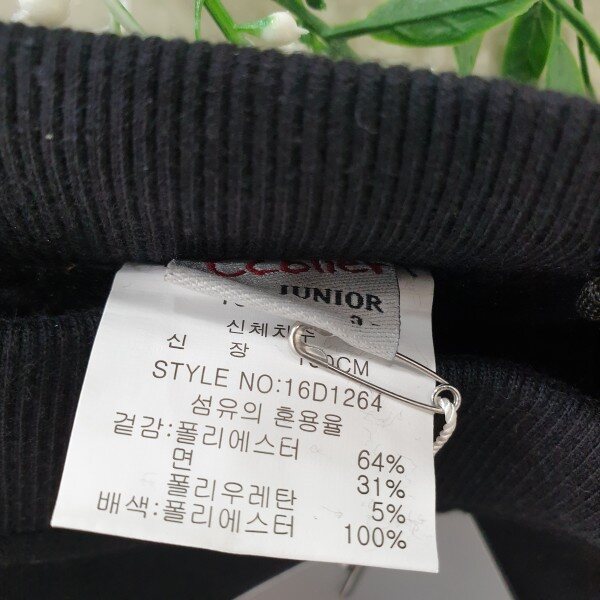 JUNIOR
신체치수
신 장
STYLE NO:16D1264
섬유의 혼용율
겉감:폴리에스터 64%
면 31%
폴리우레탄 5%
배색:폴리에스터 100%